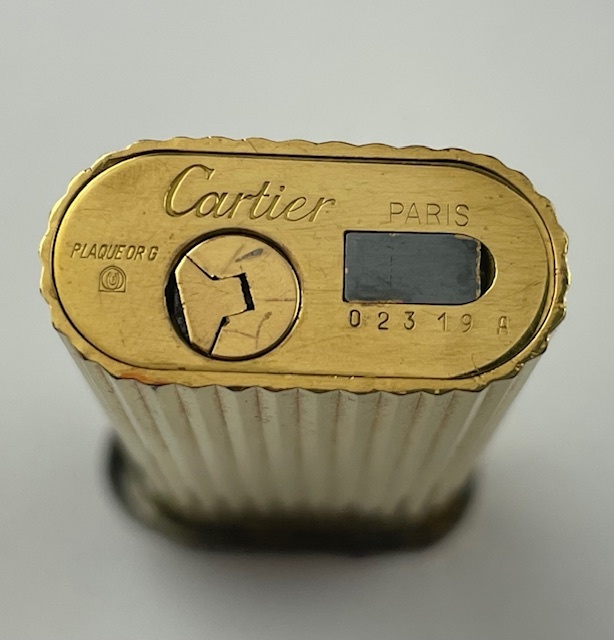 Cartier
PARIS
PLAQUE OR G
02319 A